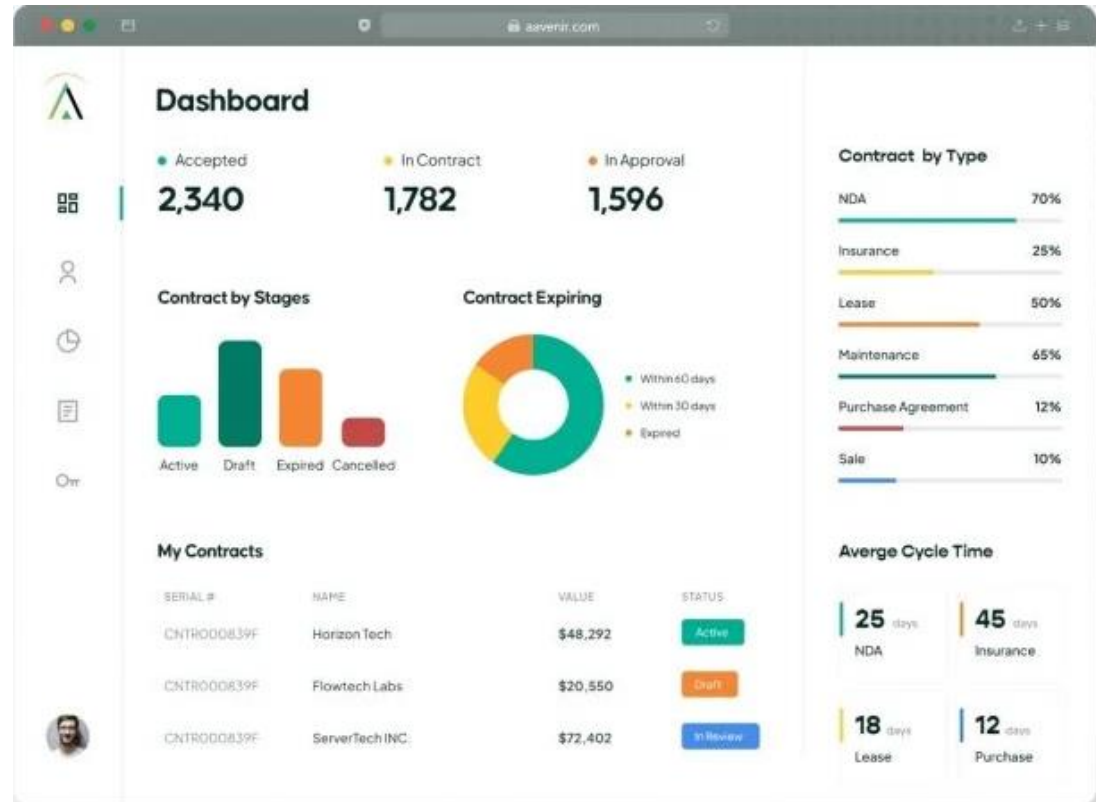 aavenir.com
Dashboard
Accepted
2,340
In Contract
1,782
In Approval
1,596
Contract by Stages
Active Draft Expired Cancelled
Contract Expiring
Within 60 days
Within 30 days
Expired
My Contracts
SERIAL # NAME VALUE STATUS
CNTR000839F Horizon Tech $48,292 Active
CNTR000839F Flowtech Labs $20,550 Draft
CNTR000839F ServerTech INC. $72,402 In Review
Contract by Type
NDA 70%
Insurance 25%
Lease 50%
Maintenance 65%
Purchase Agreement 12%
Sale 10%
Averge Cycle Time
25 days
NDA
45 days
Insurance
18 days
Lease
12 days
Purchase